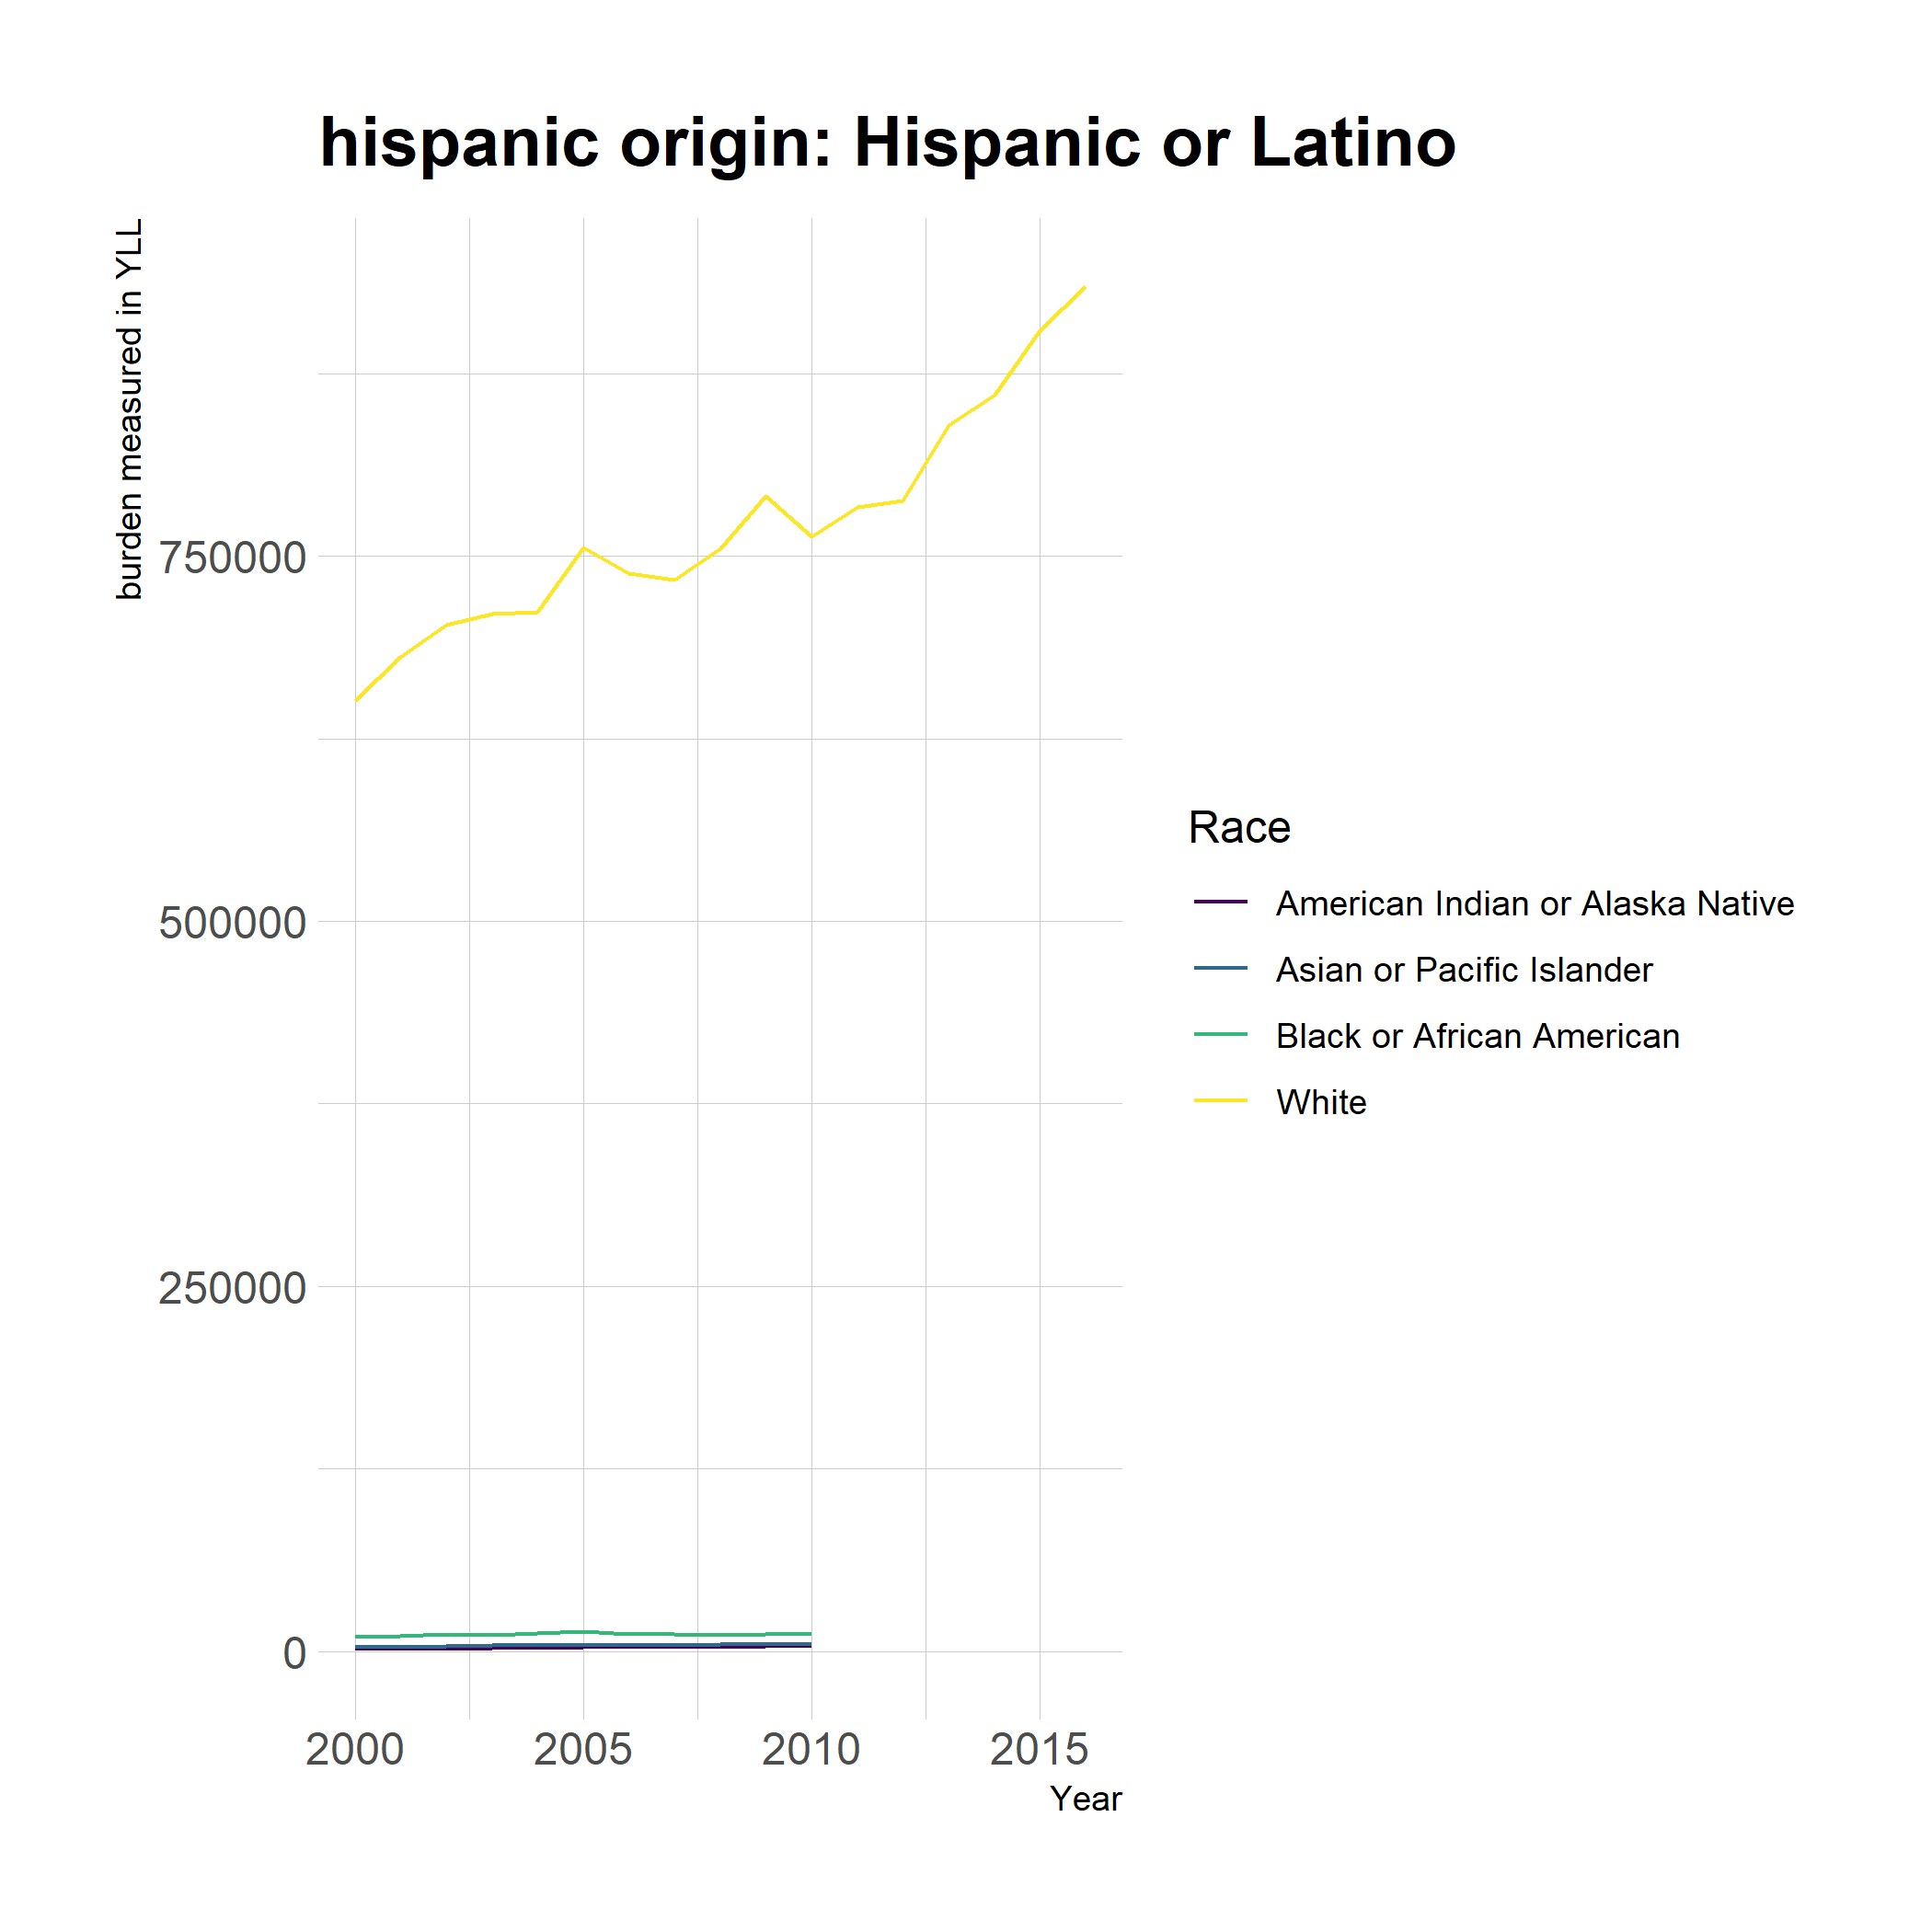 hispanic origin: Hispanic or Latino
burden measured in YLL
750000
500000
250000
0
2000 2005 2010 2015
Year
Race
American Indian or Alaska Native
Asian or Pacific Islander
Black or African American
White